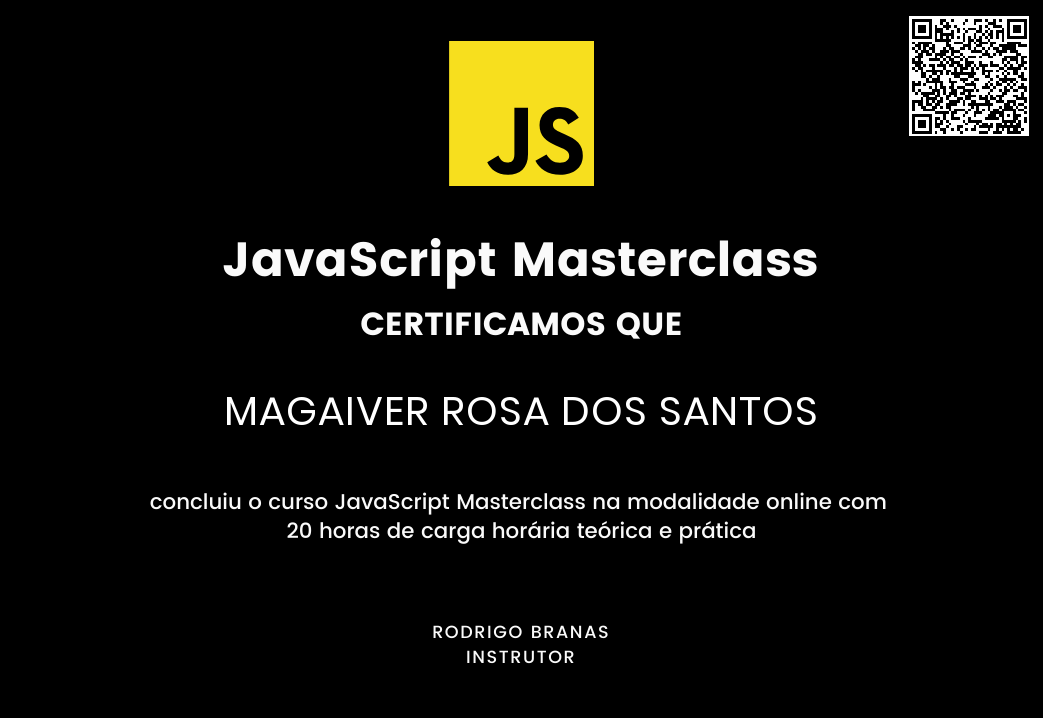 JS
JavaScript Masterclass
CERTIFICAMOS QUE
MAGAIVER ROSA DOS SANTOS
concluiu o curso JavaScript Masterclass na modalidade online com
20 horas de carga horária teórica e prática
RODRIGO BRANAS
INSTRUTOR